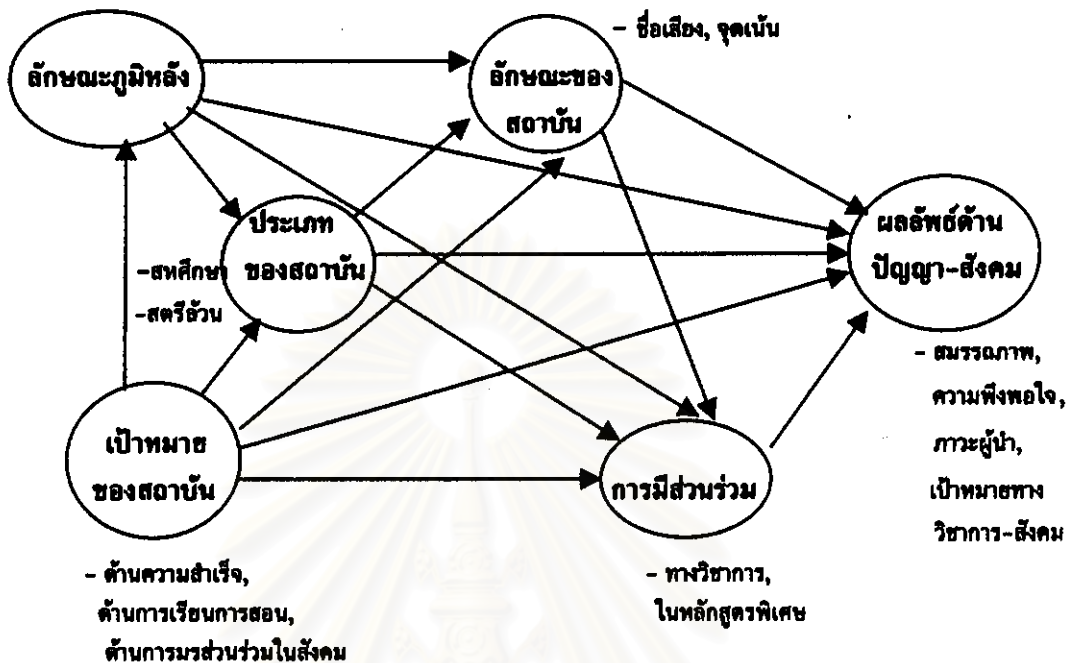 - ชื่อเสียง, จุดเน้น
ลักษณะภูมิหลัง
ลักษณะของ
สถาบัน
ประเภท
ของสถาบัน
-สหศึกษา
-สตรีล้วน
ผลลัพธ์ด้าน
ปัญญา-สังคม
- สมรรถภาพ,
ความพึงพอใจ,
ภาวะผู้นำ,
เป้าหมายทาง
วิชาการ-สังคม
เป้าหมาย
ของสถาบัน
การมีส่วนร่วม
- ด้านความสำเร็จ,
ด้านการเรียนการสอน,
ด้านการมรส่วนร่วมในสังคม
- ทางวิชาการ,
ในหลักสูตรพิเศษ